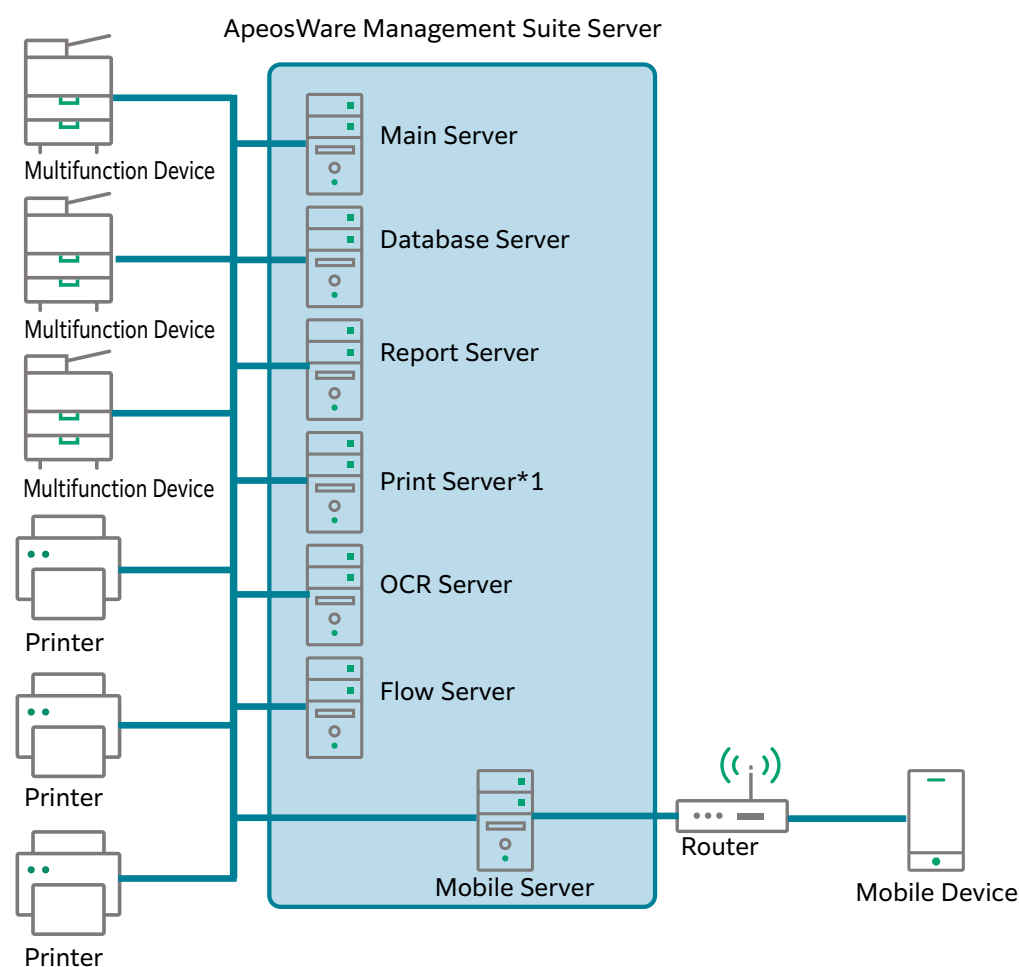 ApeosWare Management Suite Server
Main Server
Multifunction Device
Database Server
Multifunction Device
Report Server
Multifunction Device
Print Server*1
OCR Server
Printer
Flow Server
Printer
Router
Mobile Server
Mobile Device
Printer